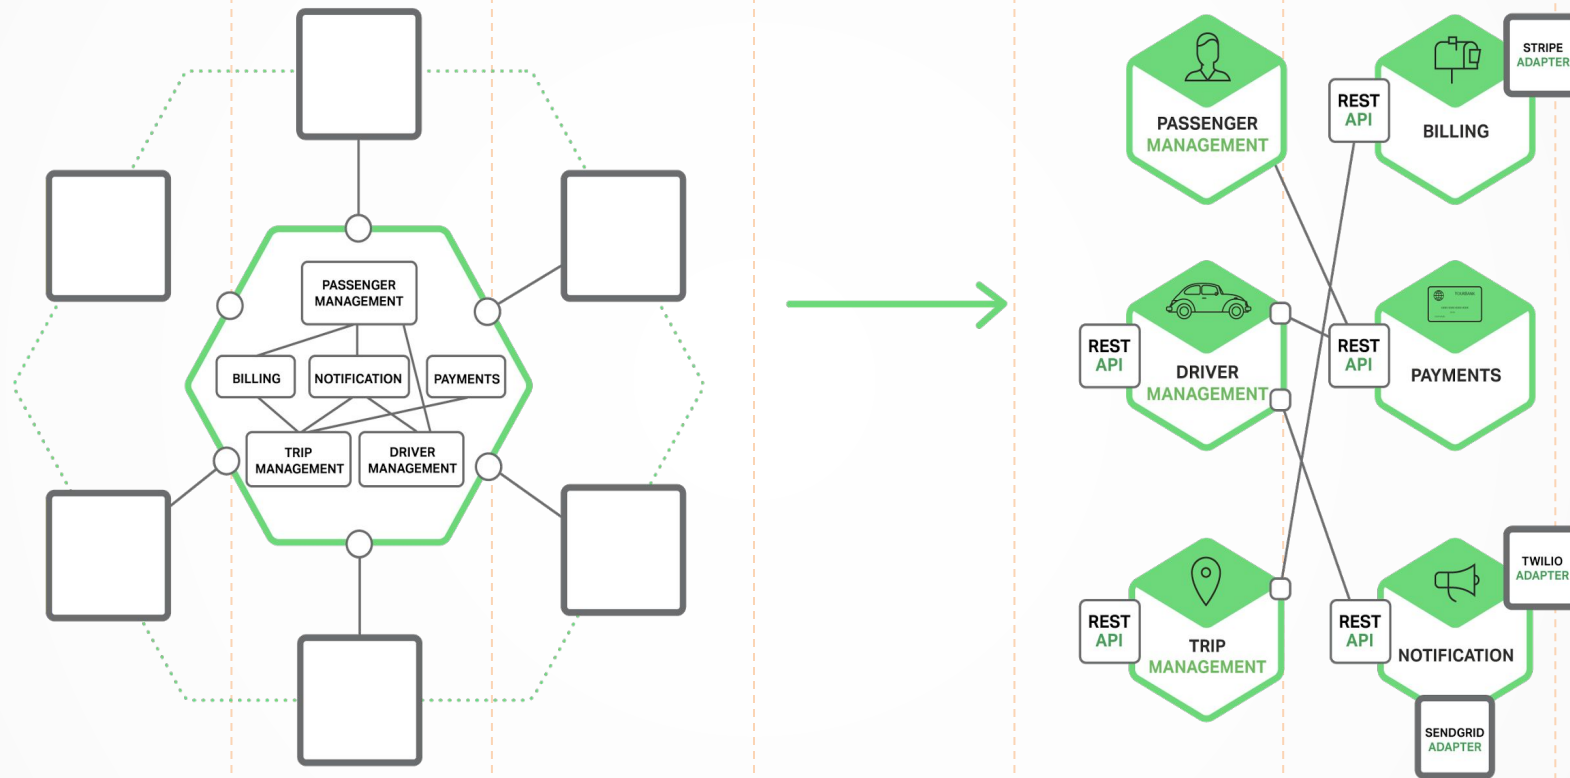 PASSENGER
MANAGEMENT
BILLING
NOTIFICATION
PAYMENTS
TRIP
MANAGEMENT
DRIVER
MANAGEMENT
PASSENGER
MANAGEMENT
REST
API
BILLING
STRIPE
ADAPTER
REST
API
DRIVER
MANAGEMENT
REST
API
YOURBANK
PAYMENTS
REST
API
TRIP
MANAGEMENT
REST
API
NOTIFICATION
TWILIO
ADAPTER
SENDGRID
ADAPTER